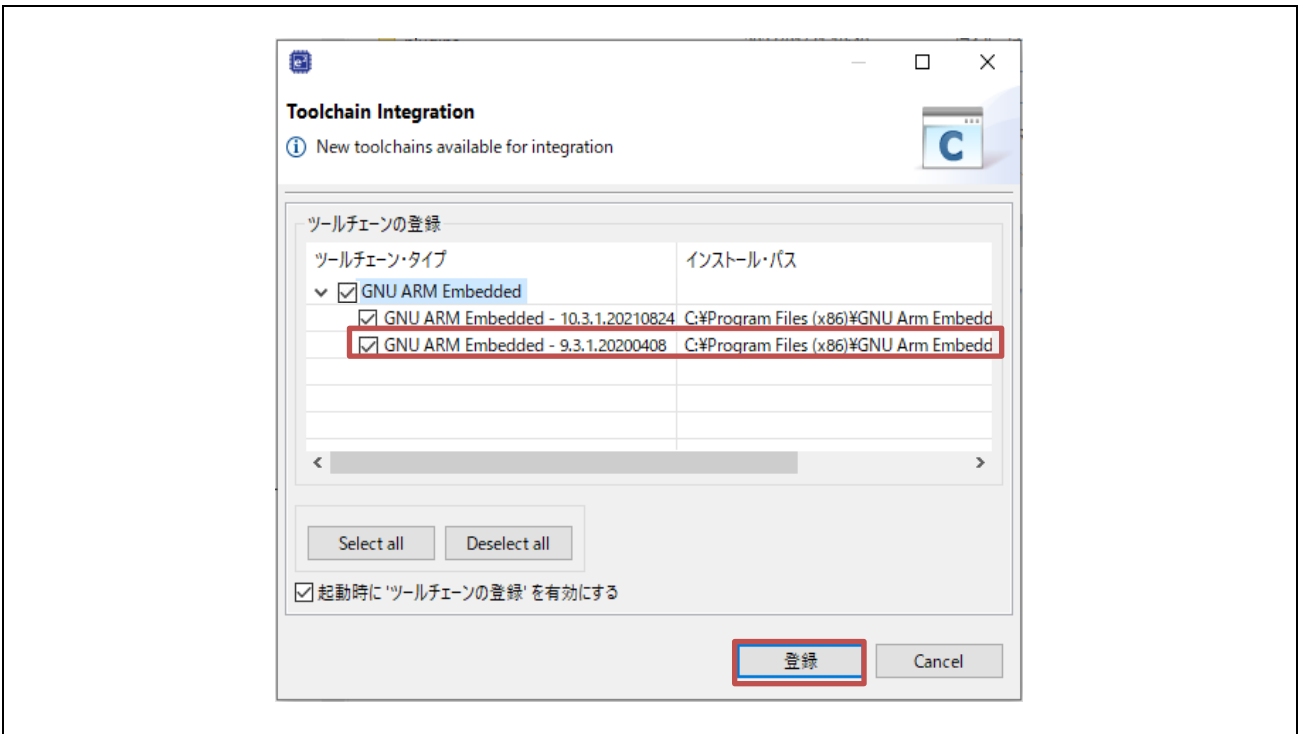 e²
Toolchain Integration
New toolchains available for integration
C
ツールチェーンの登録
ツールチェーン・タイプ インストール・パス
GNU ARM Embedded
GNU ARM Embedded - 10.3.1.20210824 C:¥Program Files (x86)¥GNU Arm Embedd
GNU ARM Embedded - 9.3.1.20200408 C:¥Program Files (x86)¥GNU Arm Embedd
Select all Deselect all
起動時に 'ツールチェーンの登録' を有効にする
登録 Cancel